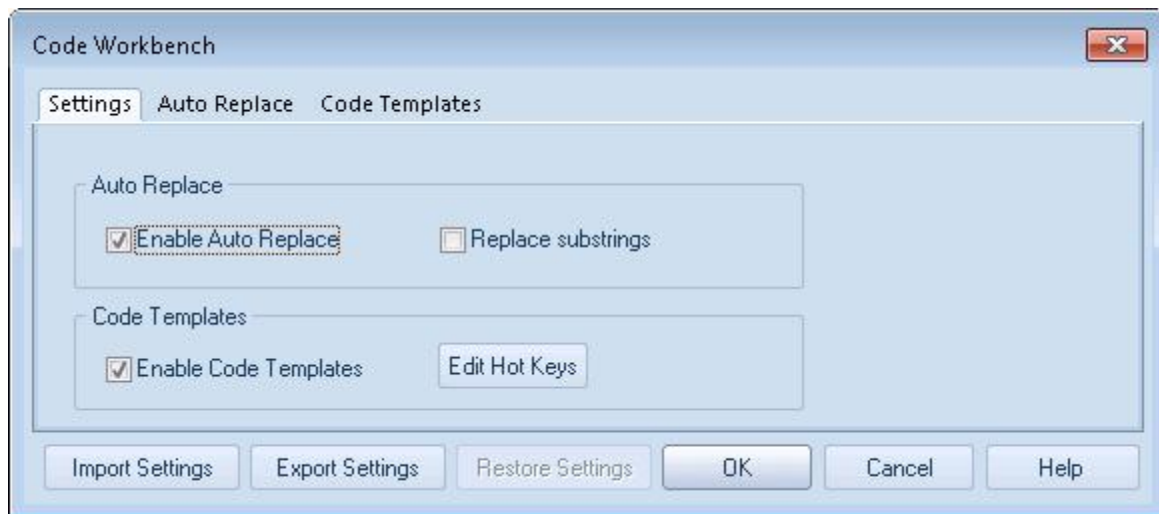 Code Workbench
Settings Auto Replace Code Templates
Auto Replace
Enable Auto Replace Replace substrings
Code Templates
Enable Code Templates Edit Hot Keys
Import Settings Export Settings Restore Settings OK Cancel Help